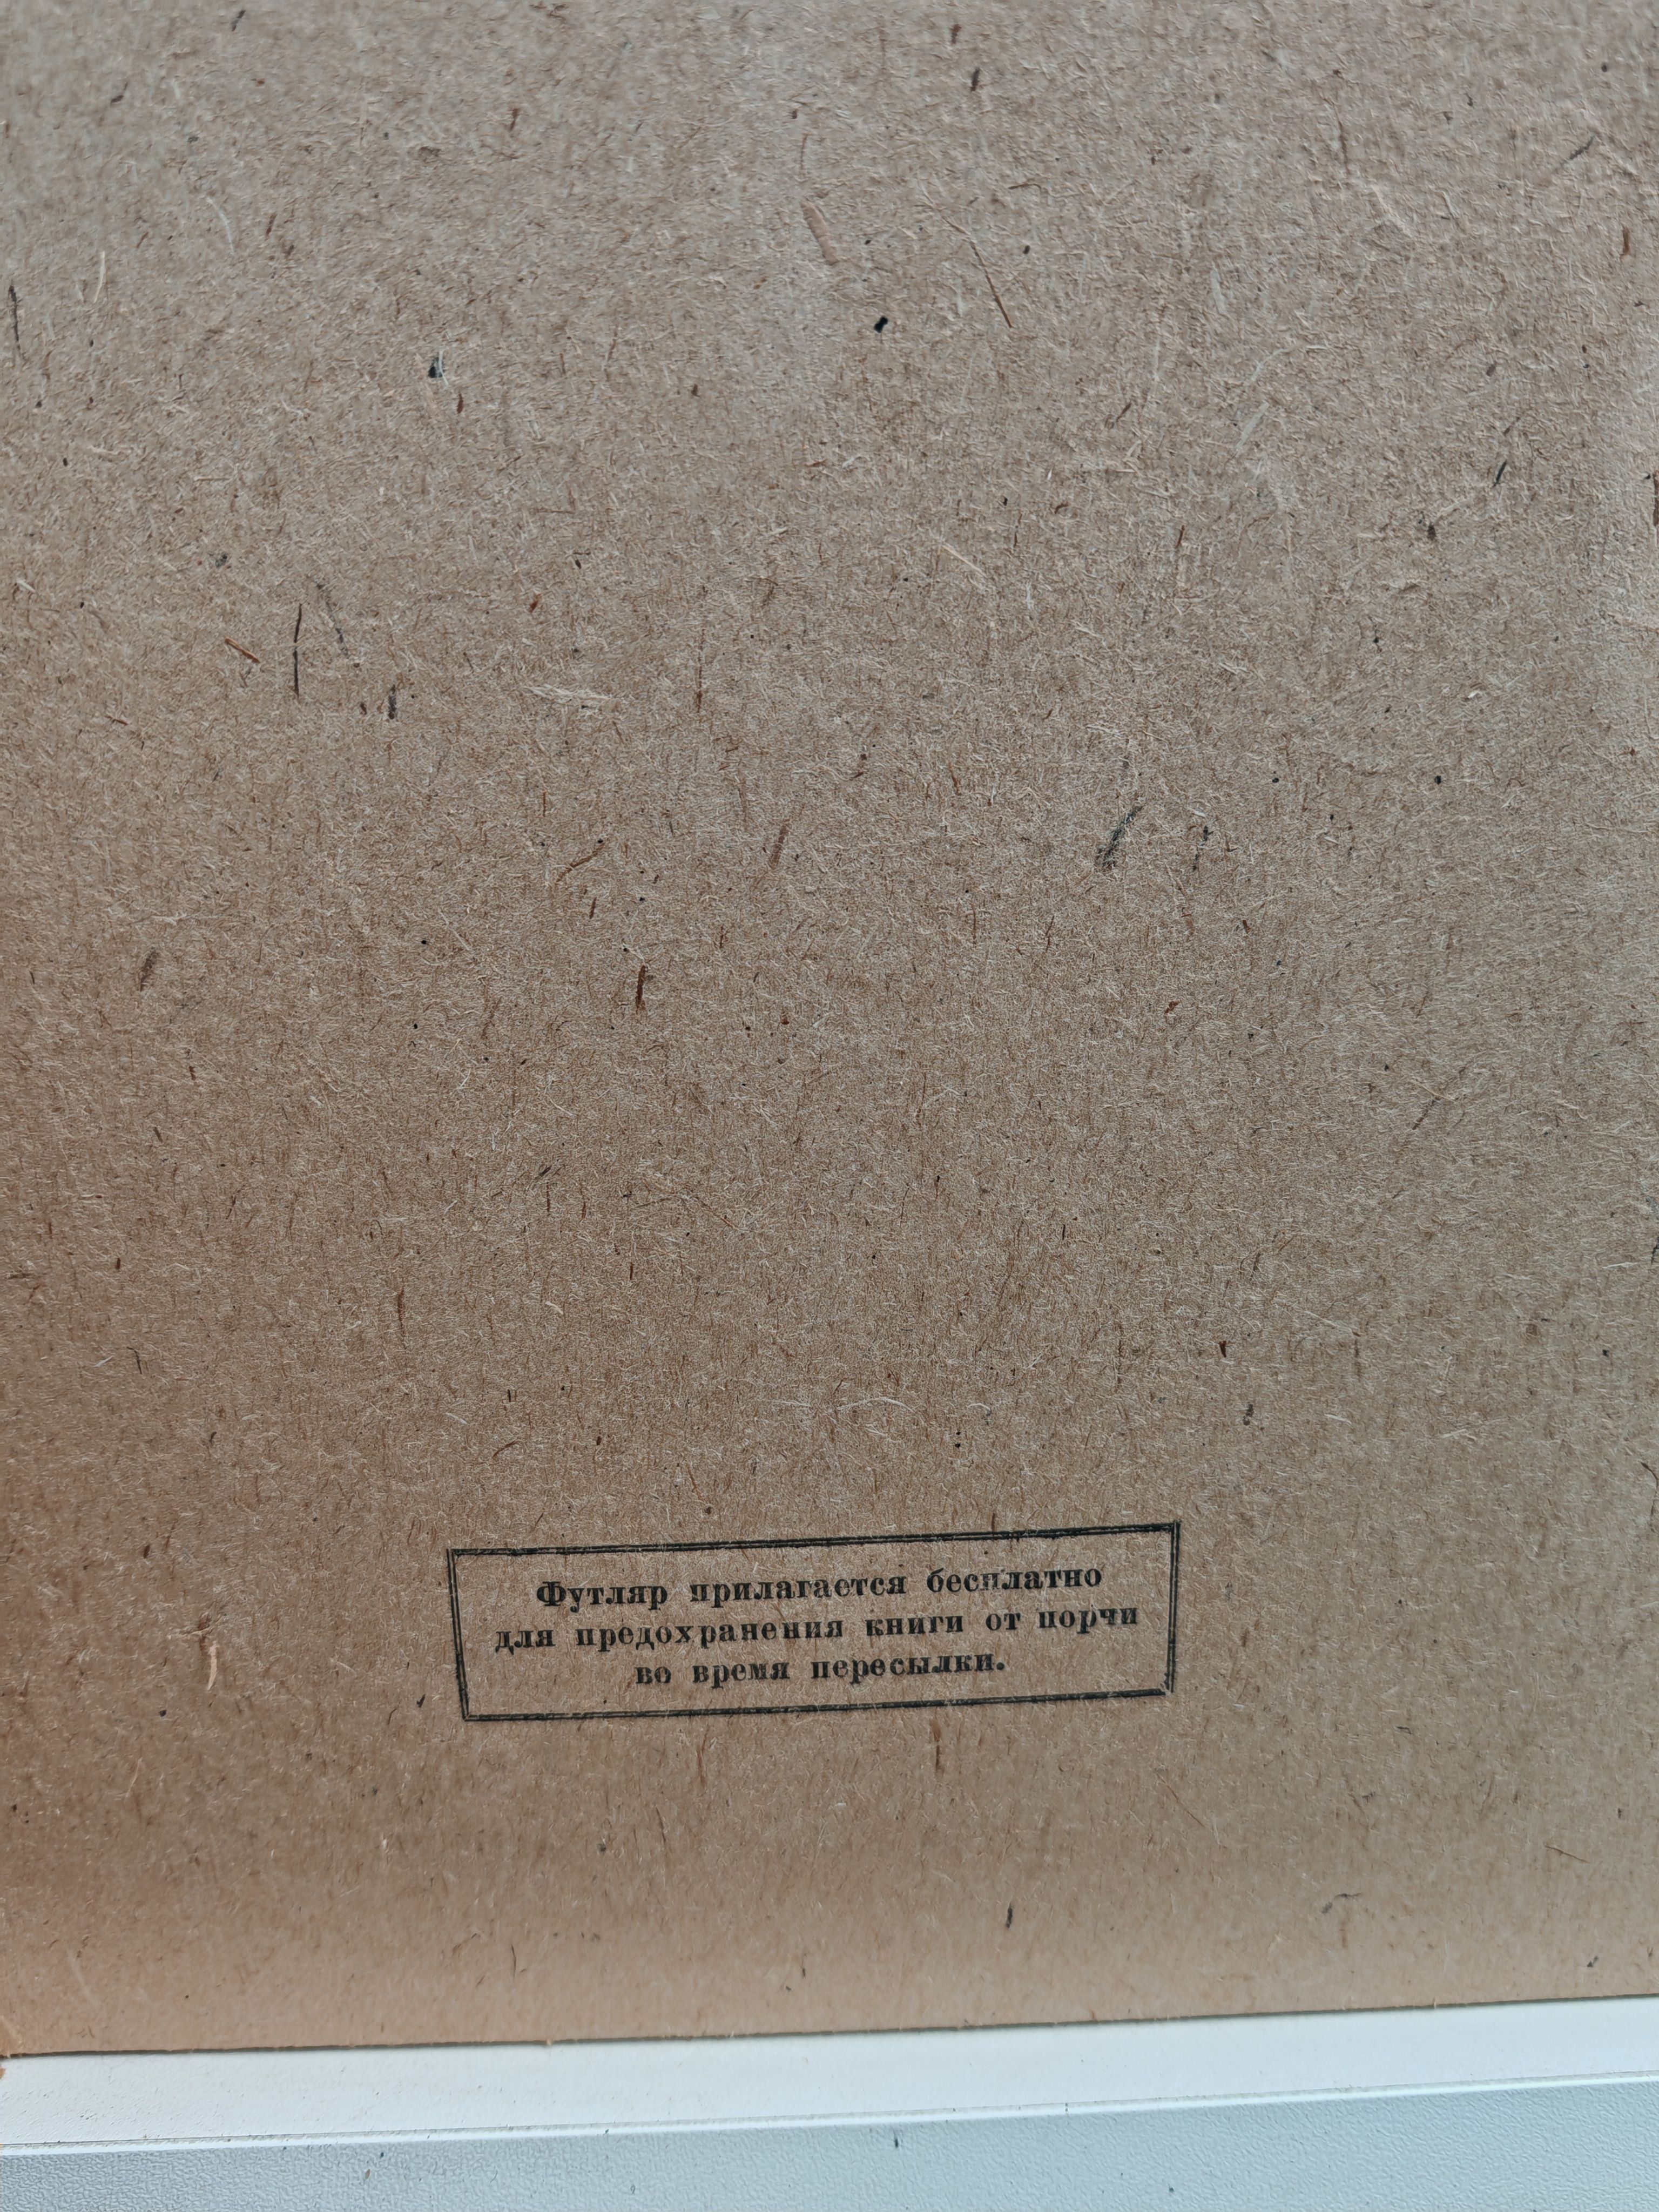 Футляр прилагается бесплатно
для предохранения книги от порчи
во время пересылки.